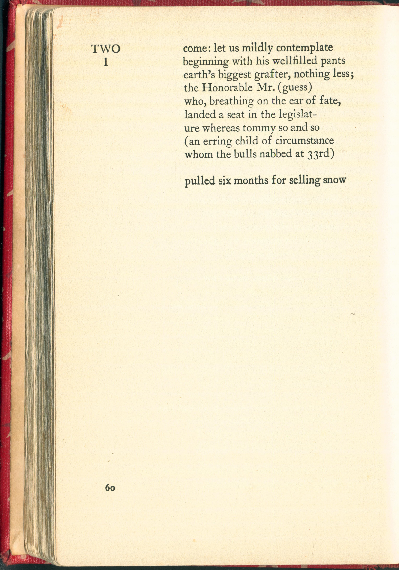 TWO
I
come: let us mildly contemplate
beginning with his wellfilled pants
earth's biggest grafter, nothing less;
the Honorable Mr. (guess)
who, breathing on the ear of fate,
landed a seat in the legislat-
ure whereas tommy so and so
(an erring child of circumstance
whom the bulls nabbed at 33rd)
pulled six months for selling snow
60